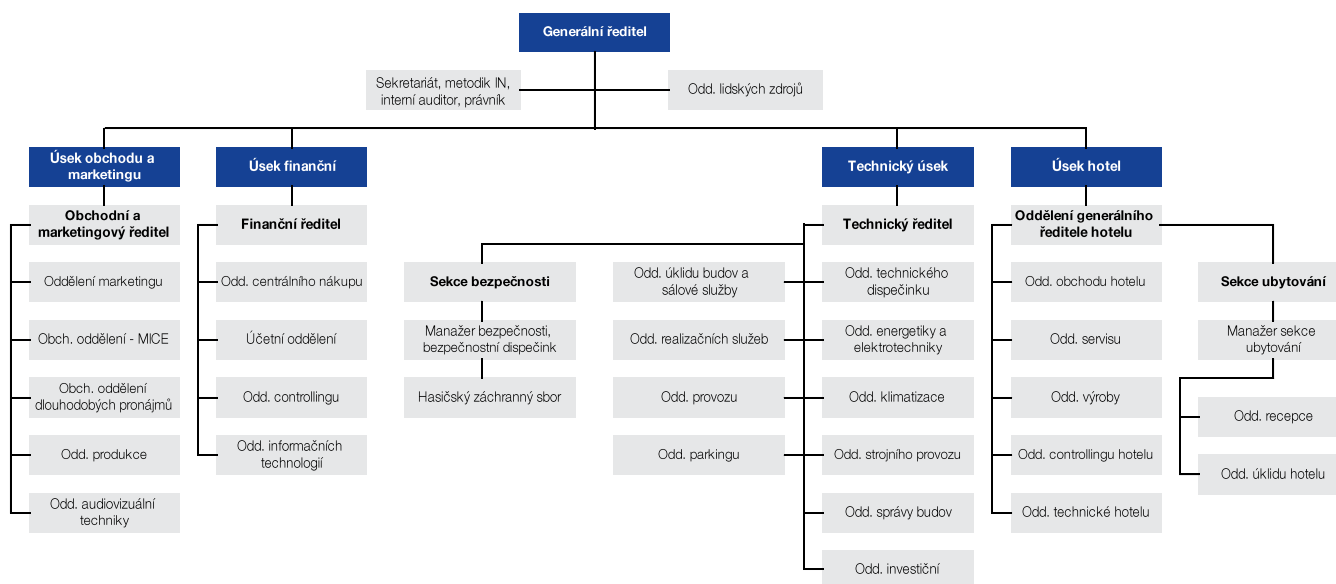 Generální ředitel
Sekretariát, metodik IN,
interní auditor, právník
Odd. lidských zdrojů
Úsek obchodu a
marketingu
Úsek finanční
Technický úsek
Úsek hotel
Obchodní a
marketingový ředitel
Finanční ředitel
Technický ředitel
Oddělení generálního
ředitele hotelu
Oddělení marketingu
Odd. centrálního nákupu
Sekce bezpečnosti
Odd. úklidu budov a
sálové služby
Odd. technického
dispečinku
Odd. obchodu hotelu
Sekce ubytování
Obch. oddělení - MICE
Účetní oddělení
Manažer bezpečnosti,
bezpečnostní dispečink
Odd. realizačních služeb
Odd. energetiky a
elektrotechniky
Odd. servisu
Manažer sekce
ubytování
Obch. oddělení
dlouhodobých pronájmů
Odd. controllingu
Hasičský záchranný sbor
Odd. provozu
Odd. klimatizace
Odd. výroby
Odd. recepce
Odd. produkce
Odd. informačních
technologií
Odd. parkingu
Odd. strojního provozu
Odd. controllingu hotelu
Odd. úklidu hotelu
Odd. audiovizuální
techniky
Odd. správy budov
Odd. technické hotelu
Odd. investiční